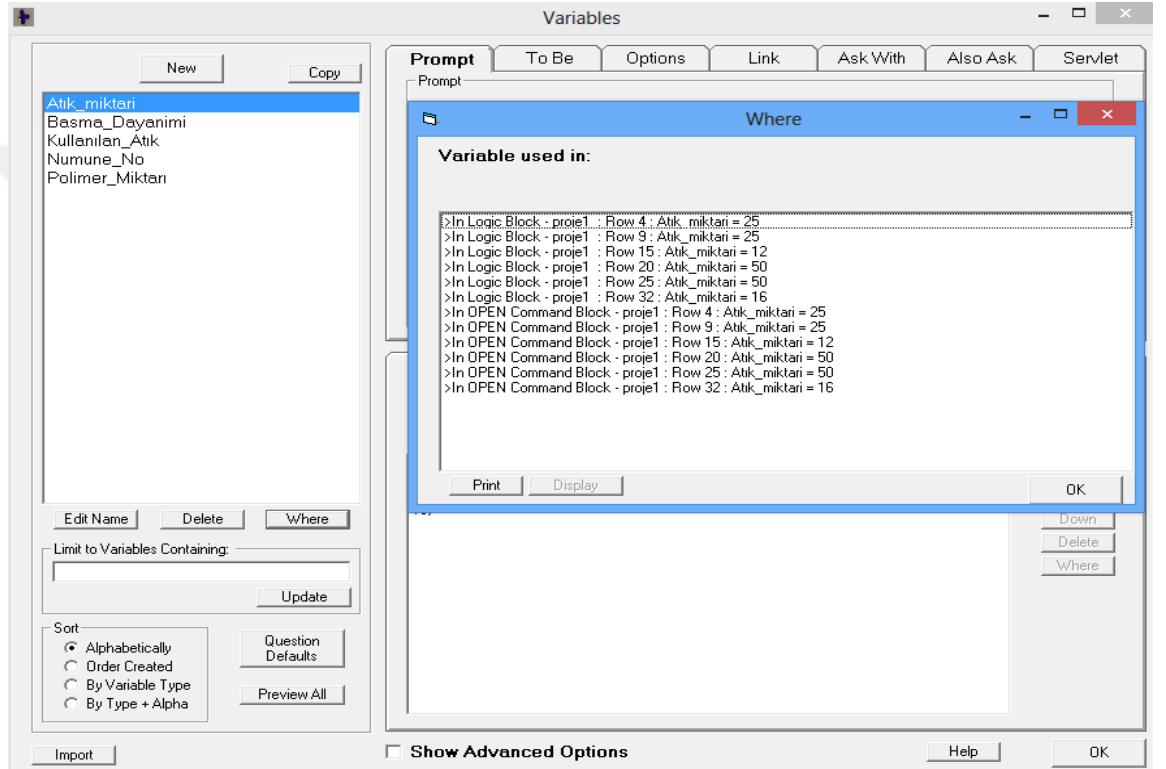 Variables
New
Copy
Atık_miktari
Basma_Dayanimi
Kullanılan_Atık
Numune_No
Polimer_Miktarı
Edit Name
Delete
Where
Limit to Variables Containing:
Update
Sort
Alphabetically
Order Created
By Variable Type
By Type + Alpha
Question
Defaults
Preview All
Import
Prompt
To Be
Options
Link
Ask With
Also Ask
Servlet
Prompt
Where
Variable used in:
>In Logic Block - proje1 : Row 4 : Atık_miktari = 25
>In Logic Block - proje1 : Row 9 : Atık_miktari = 25
>In Logic Block - proje1 : Row 15 : Atık_miktari = 12
>In Logic Block - proje1 : Row 20 : Atık_miktari = 50
>In Logic Block - proje1 : Row 25 : Atık_miktari = 50
>In Logic Block - proje1 : Row 32 : Atık_miktari = 16
>In OPEN Command Block - proje1 : Row 4 : Atık_miktari = 25
>In OPEN Command Block - proje1 : Row 9 : Atık_miktari = 25
>In OPEN Command Block - proje1 : Row 15 : Atık_miktari = 12
>In OPEN Command Block - proje1 : Row 20 : Atık_miktari = 50
>In OPEN Command Block - proje1 : Row 25 : Atık_miktari = 50
>In OPEN Command Block - proje1 : Row 32 : Atık_miktari = 16
Print
Display
OK
Down
Delete
Where
Show Advanced Options
Help
OK